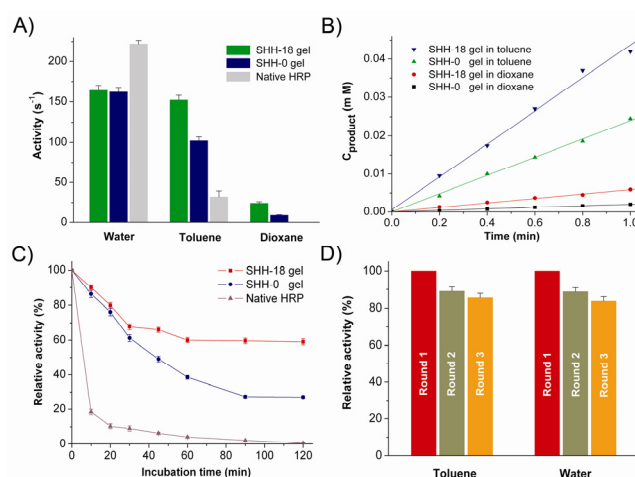 A)
SHH-18 gel
SHH-0 gel
Native HRP
Activity (s⁻¹)
200
150
100
50
0
Water
Toluene
Dioxane
B)
SHH-18 gel in toluene
SHH-0 gel in toluene
SHH-18 gel in dioxane
SHH-0 gel in dioxane
C product (m M)
0.04
0.03
0.02
0.01
0.00
0.0 0.2 0.4 0.6 0.8 1.0
Time (min)
C)
SHH-18 gel
SHH-0 gel
Native HRP
Relative activity (%)
100
80
60
40
20
0
0 20 40 60 80 100 120
Incubation time (min)
D)
Relative activity (%)
100
80
60
40
20
0
Round 1
Round 2
Round 3
Round 1
Round 2
Round 3
Toluene
Water